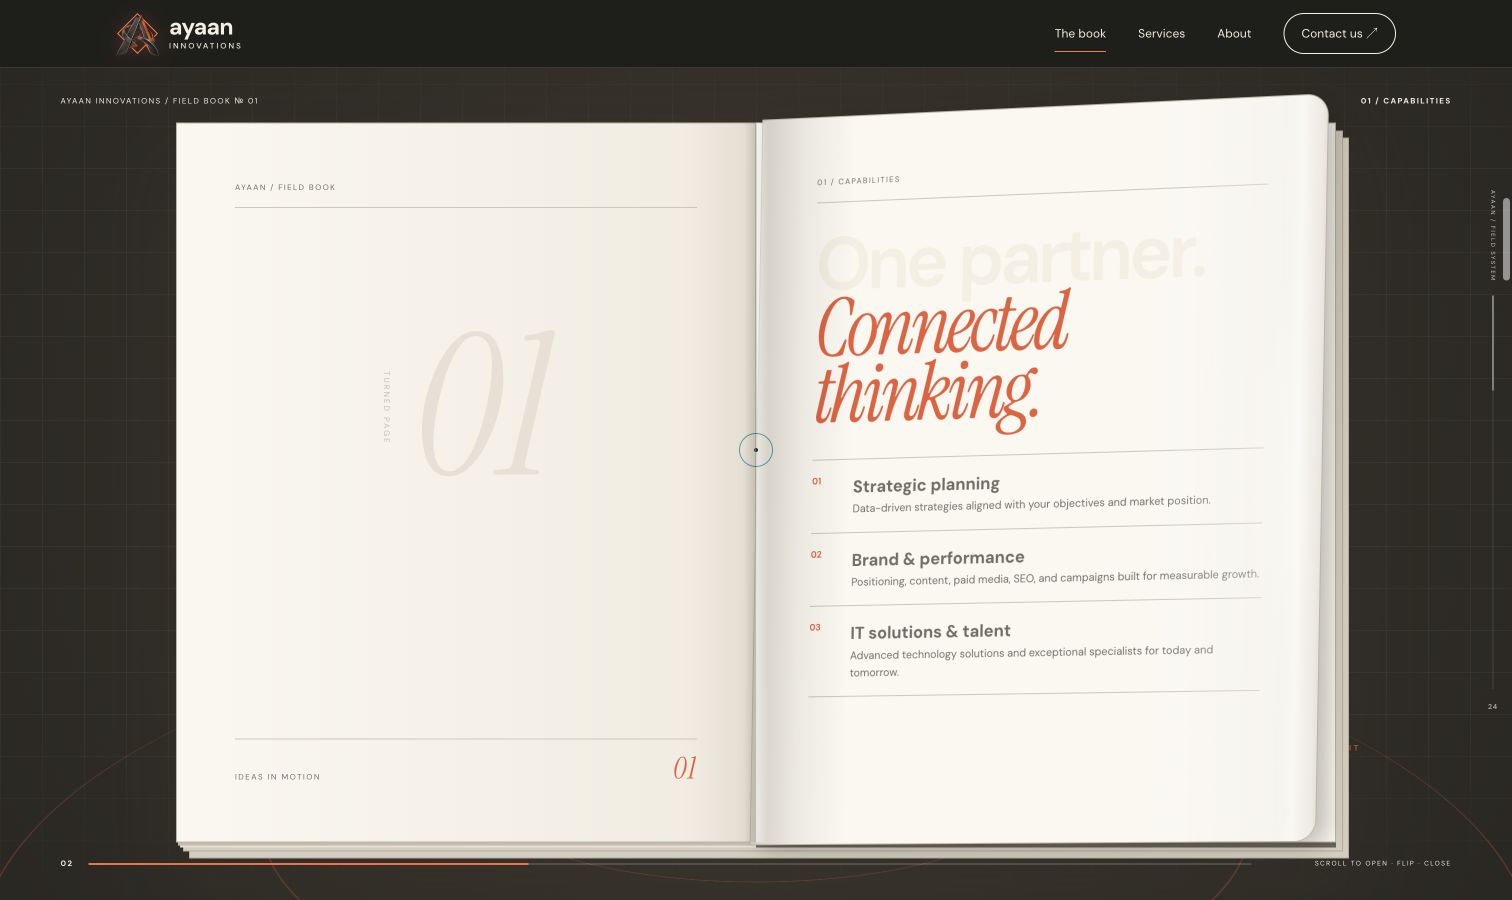 ayaan
INNOVATIONS
The book
Services
About
Contact us ↗
AYAAN INNOVATIONS / FIELD BOOK № 01
01 / CAPABILITIES
AYAAN / FIELD BOOK
TURNED PAGE
01
IDEAS IN MOTION
01
01 / CAPABILITIES
One partner.
Connected
thinking.
01
Strategic planning
Data-driven strategies aligned with your objectives and market position.
02
Brand & performance
Positioning, content, paid media, SEO, and campaigns built for measurable growth.
03
IT solutions & talent
Advanced technology solutions and exceptional specialists for today and
tomorrow.
AYAAN / FIELD SYSTEM
24
02
SCROLL TO OPEN · FLIP · CLOSE